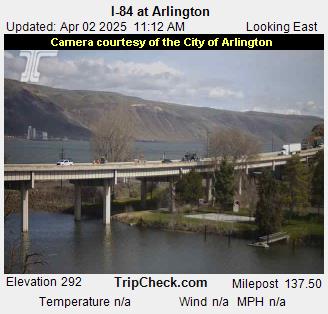 I-84 at Arlington
Updated: Apr 02 2025 11:12 AM Looking East
Camera courtesy of the City of Arlington
Elevation 292 TripCheck.com Milepost 137.50
Temperature n/a Wind n/a MPH n/a